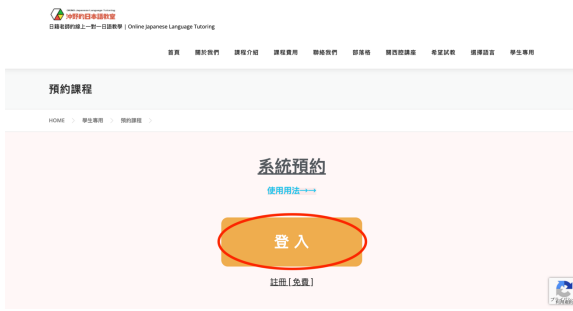 Online Japanese Language Tutoring
沖野的日本語教室
日籍老師的線上一對一日語教學 | Online Japanese Language Tutoring
首頁 關於我們 課程介紹 課程費用 聯絡我們 部落格 關西腔講座 希望試教 選擇語言 學生專用
預約課程
HOME > 學生專用 > 預約課程 >
系統預約
使用用法→→
登入
註冊 [ 免費 ]